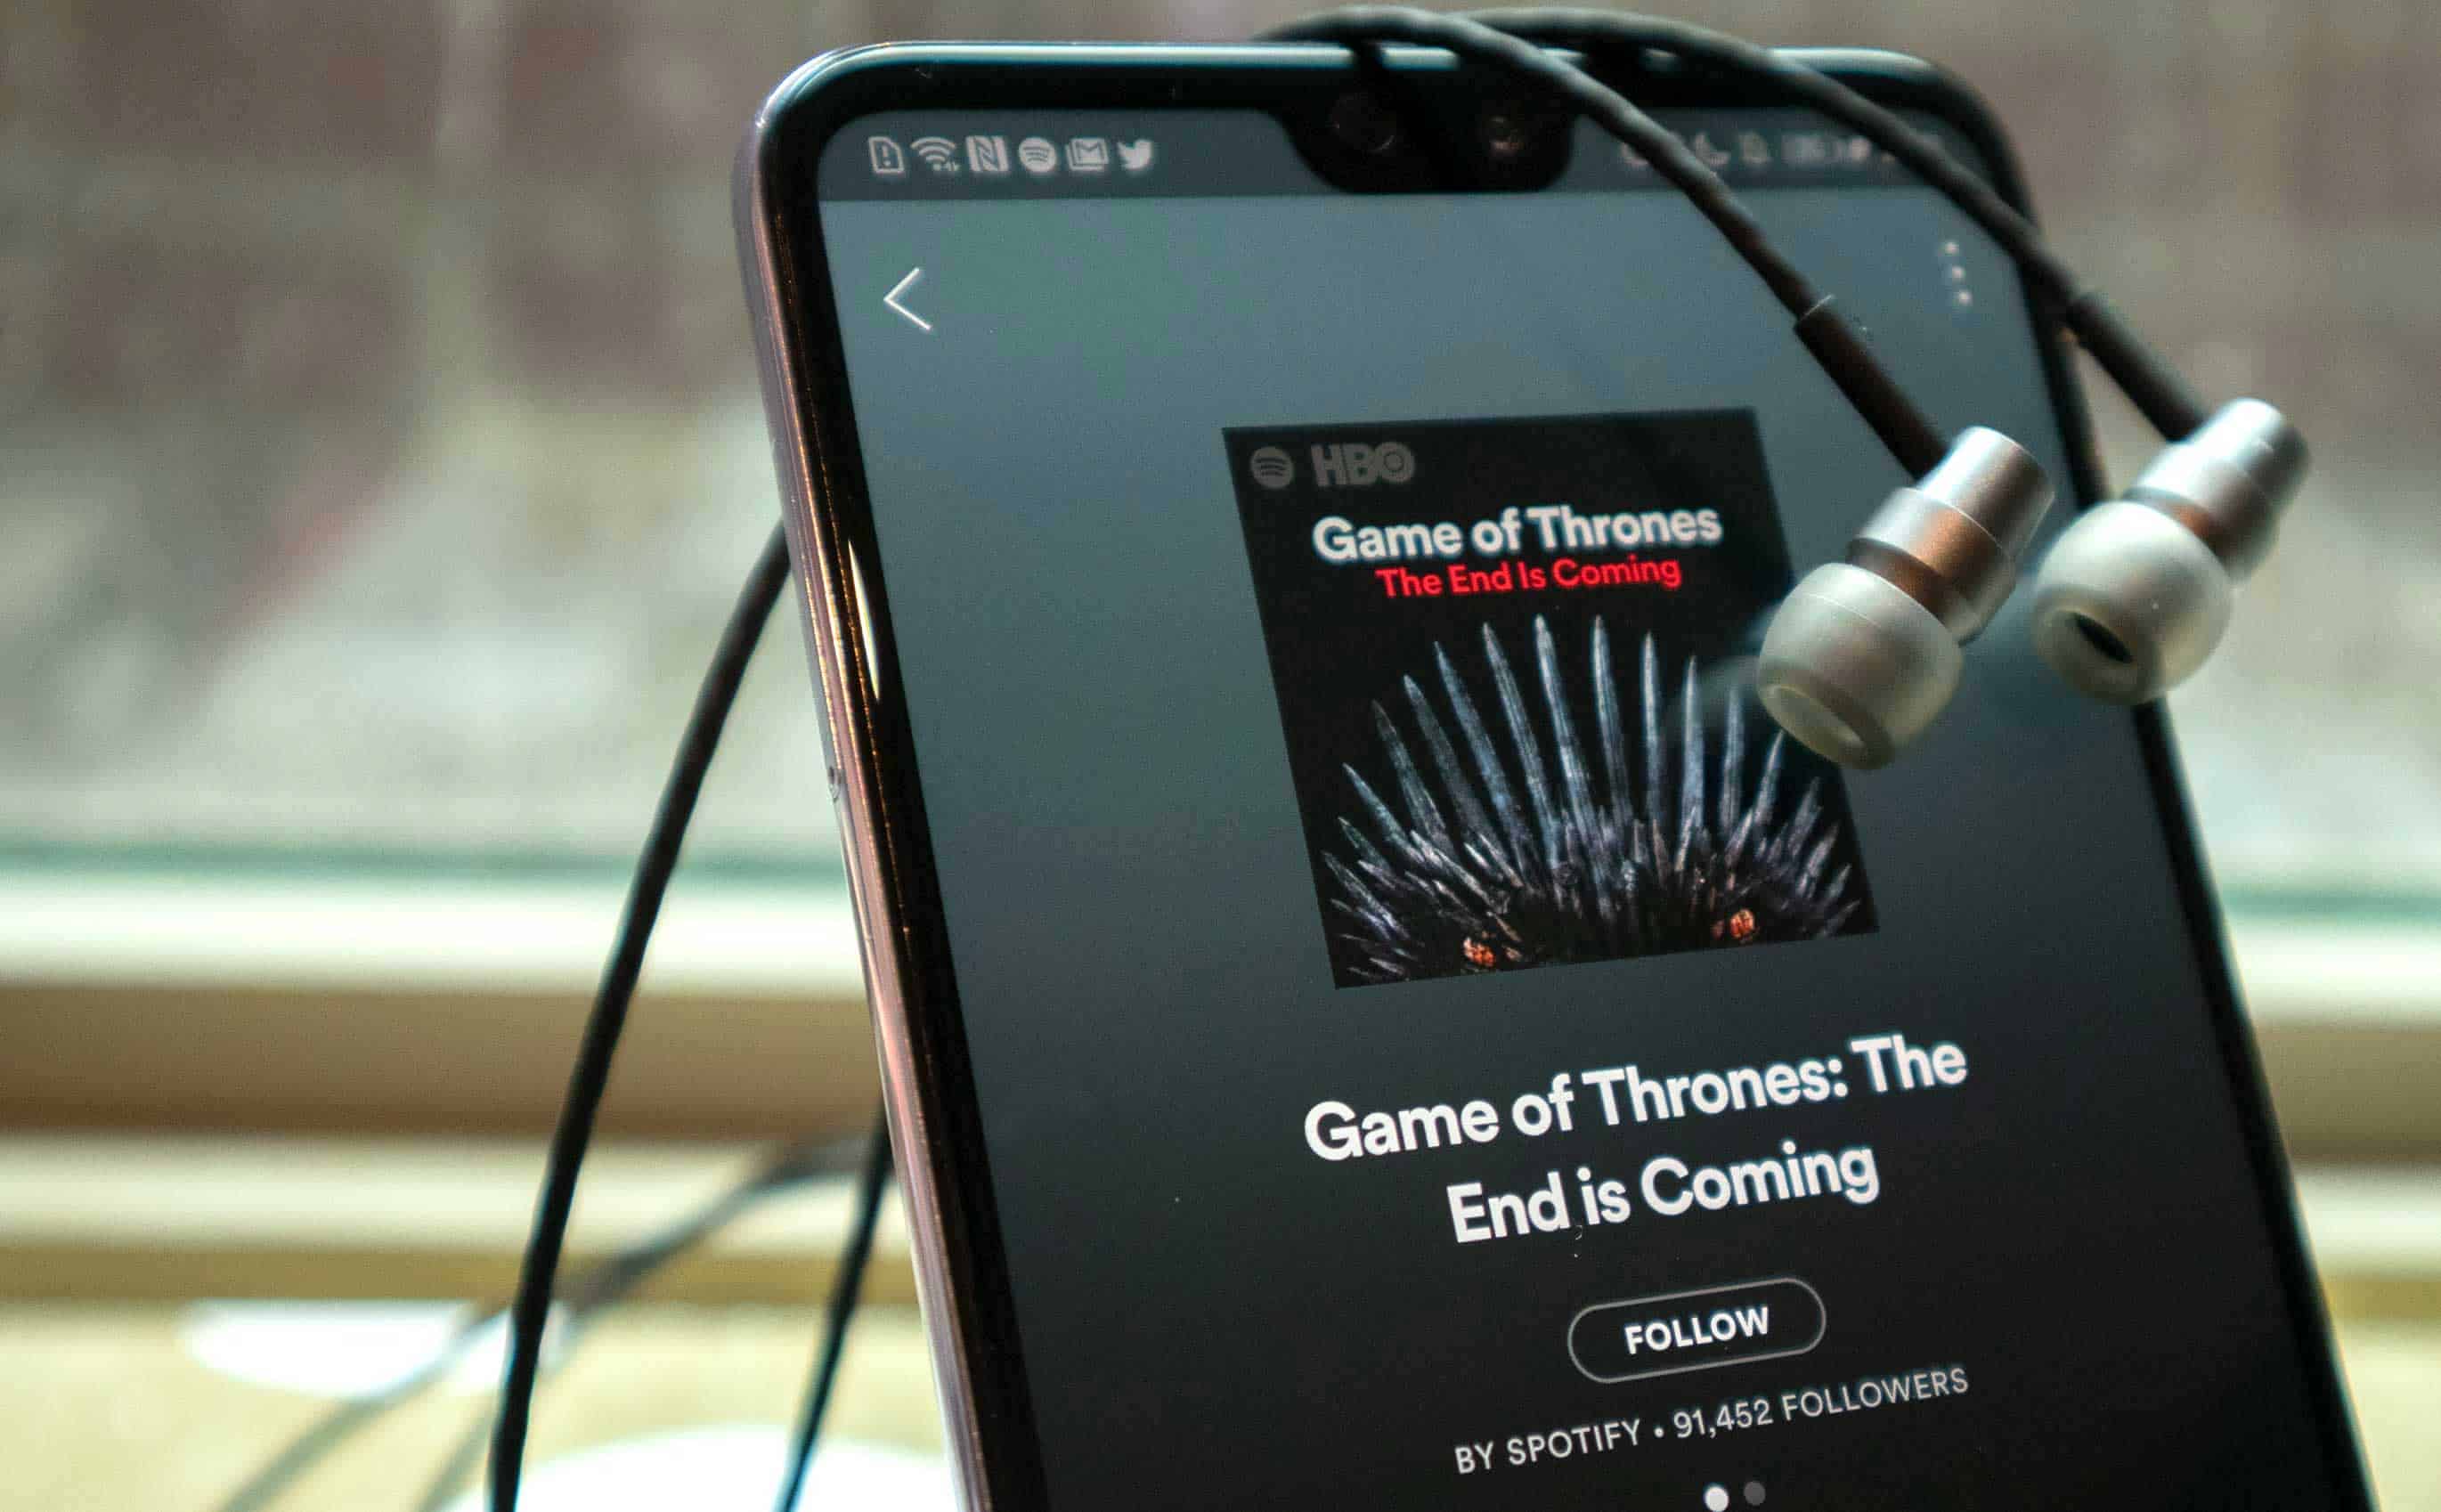 HBO
Game of Thrones
The End Is Coming
Game of Thrones: The
End is Coming
FOLLOW
BY SPOTIFY • 91,452 FOLLOWERS